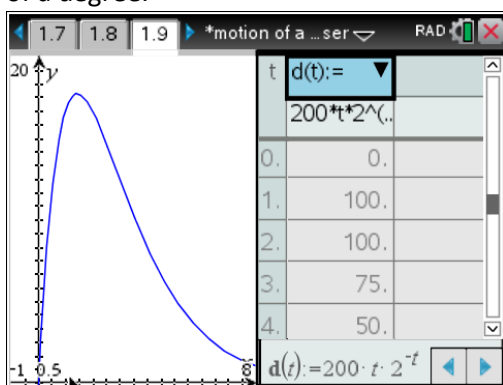 of a degree.
1.7 1.8 1.9 *motion of a ...ser RAD
20 y
-1 0.5 8
t d(t):=
200*t*2^(..
0. 0.
1. 100.
2. 100.
3. 75.
4. 50.
d(t):=200· t· 2^-t